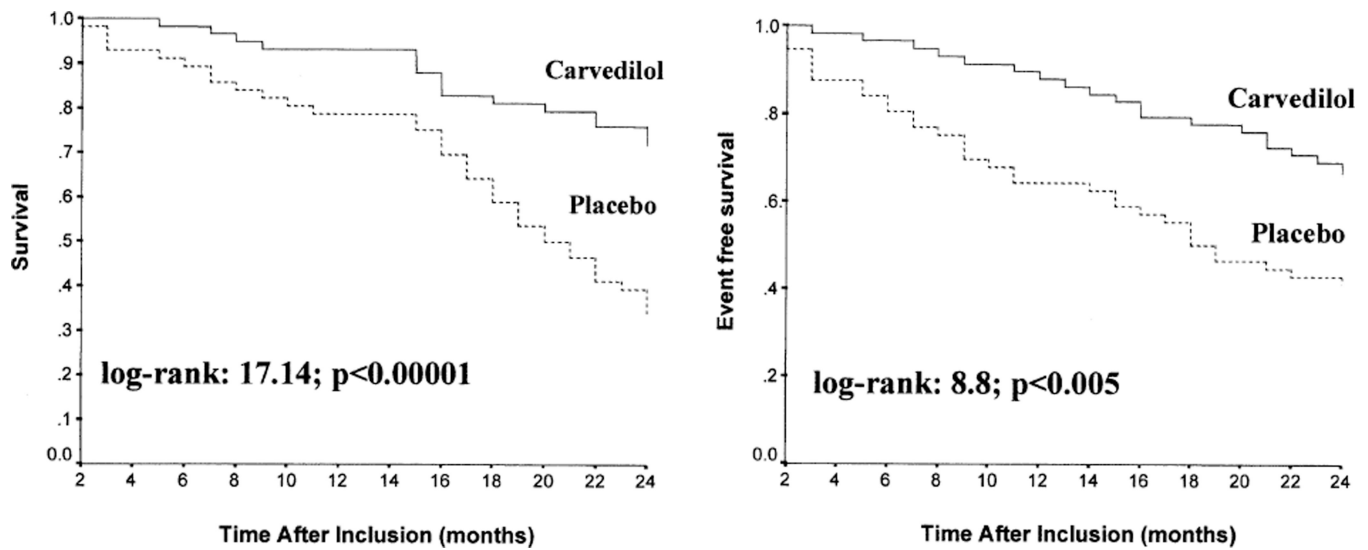 1.0
.9
.8
.7
.6
.5
.4
.3
.2
.1
0.0
Survival
Carvedilol
Placebo
log-rank: 17.14; p<0.00001
2 4 6 8 10 12 14 16 18 20 22 24
Time After Inclusion (months)
1.0
.8
.6
.4
.2
0.0
Event free survival
Carvedilol
Placebo
log-rank: 8.8; p<0.005
2 4 6 8 10 12 14 16 18 20 22 24
Time After Inclusion (months)